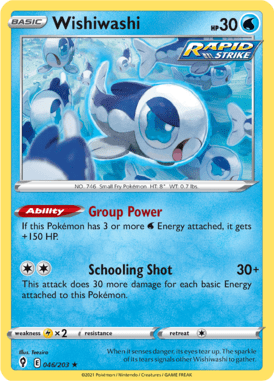 BASIC
Wishiwashi
HP30
RAPID
STRIKE
NO. 746 Small Fry Pokémon HT: 8" WT: 0.7 lbs.
Ability Group Power
If this Pokémon has 3 or more Energy attached, it gets
+150 HP.
Schooling Shot 30+
This attack does 30 more damage for each basic Energy
attached to this Pokémon.
weakness ×2 resistance retreat
Illus.
E 046/203 ★
When it senses danger, its eyes tear up. The sparkle
of its tears signals other Wishiwashi to gather.
©2021 Pokémon / Nintendo / Creatures / GAME FREAK